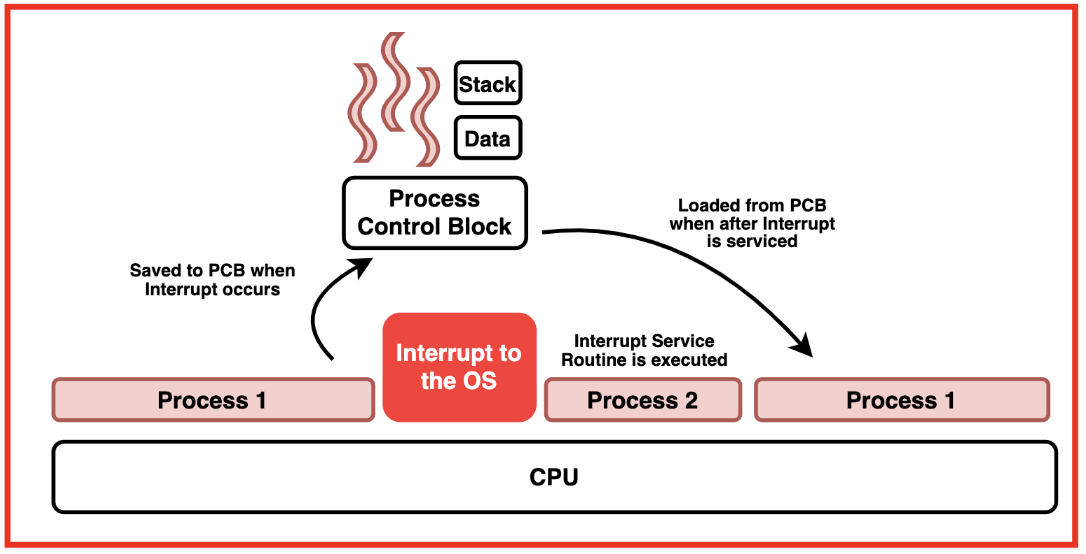 Stack
Data
Process
Control Block
Loaded from PCB
when after Interrupt
is serviced
Saved to PCB when
Interrupt occurs
Interrupt to
the OS
Interrupt Service
Routine is executed
Process 1
Process 2
Process 1
CPU